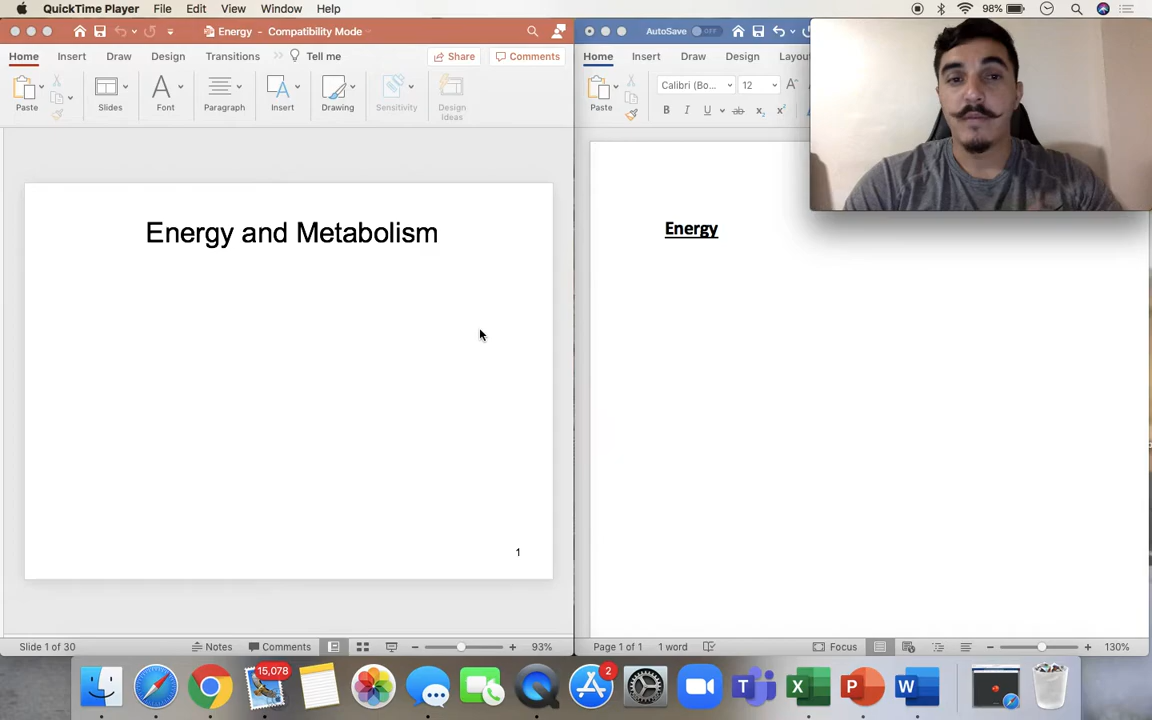 QuickTime Player File Edit View Window Help 98%
Energy - Compatibility Mode
AutoSave OFF
Home Insert Draw Design Transitions Tell me Share Comments
Home Insert Draw Design Layou
Paste Slides Font Paragraph Insert Drawing Sensitivity Design Ideas
Paste Calibri (Bo... 12
Energy and Metabolism
1
Energy
Slide 1 of 30 Notes Comments 93%
Page 1 of 1 1 word Focus 130%
15,078
2